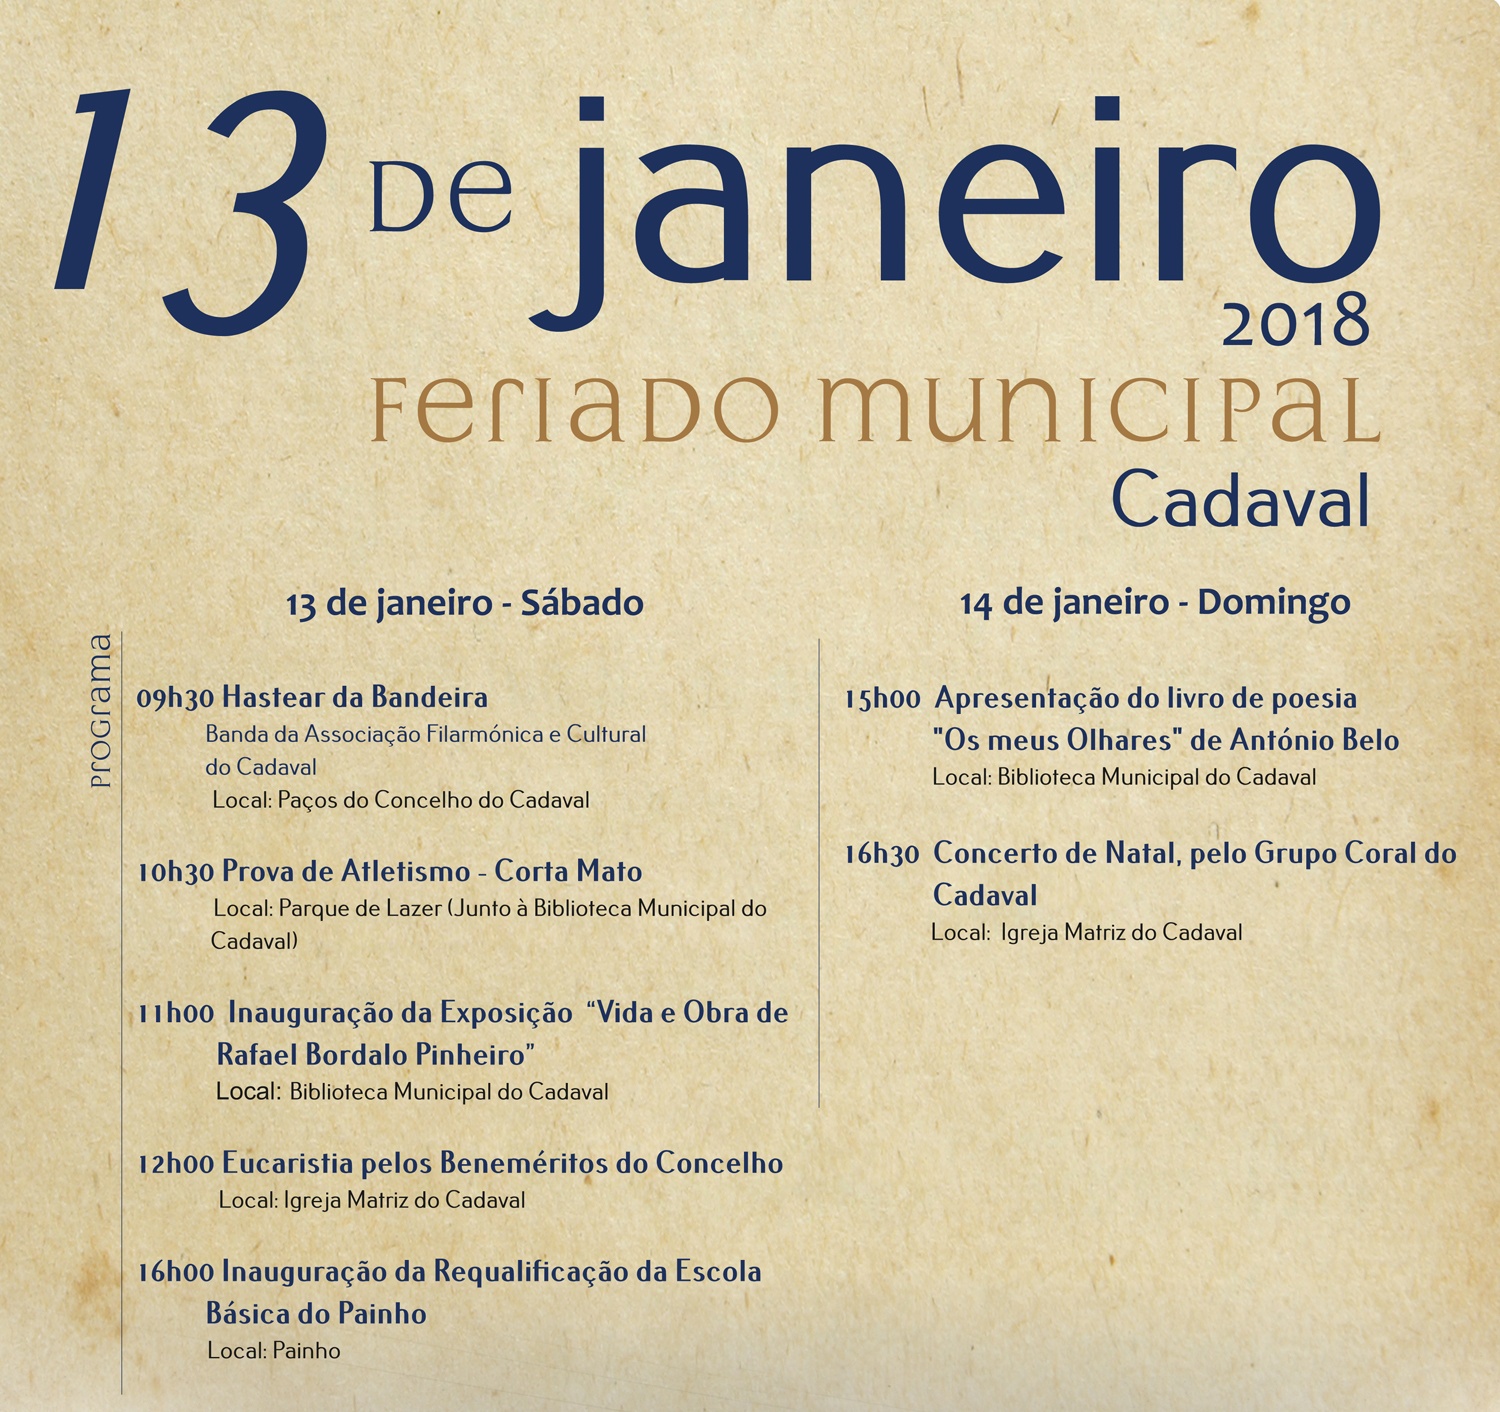 13 de janeiro
2018
Feriado municipal
Cadaval
programa
13 de janeiro - Sábado
09h30 Hastear da Bandeira
Banda da Associação Filarmónica e Cultural
do Cadaval
Local: Paços do Concelho do Cadaval
10h30 Prova de Atletismo - Corta Mato
Local: Parque de Lazer (Junto à Biblioteca Municipal do
Cadaval)
11h00 Inauguração da Exposição “Vida e Obra de
Rafael Bordalo Pinheiro”
Local: Biblioteca Municipal do Cadaval
12h00 Eucaristia pelos Beneméritos do Concelho
Local: Igreja Matriz do Cadaval
16h00 Inauguração da Requalificação da Escola
Básica do Painho
Local: Painho
14 de janeiro - Domingo
15h00 Apresentação do livro de poesia
"Os meus Olhares" de António Belo
Local: Biblioteca Municipal do Cadaval
16h30 Concerto de Natal, pelo Grupo Coral do
Cadaval
Local: Igreja Matriz do Cadaval